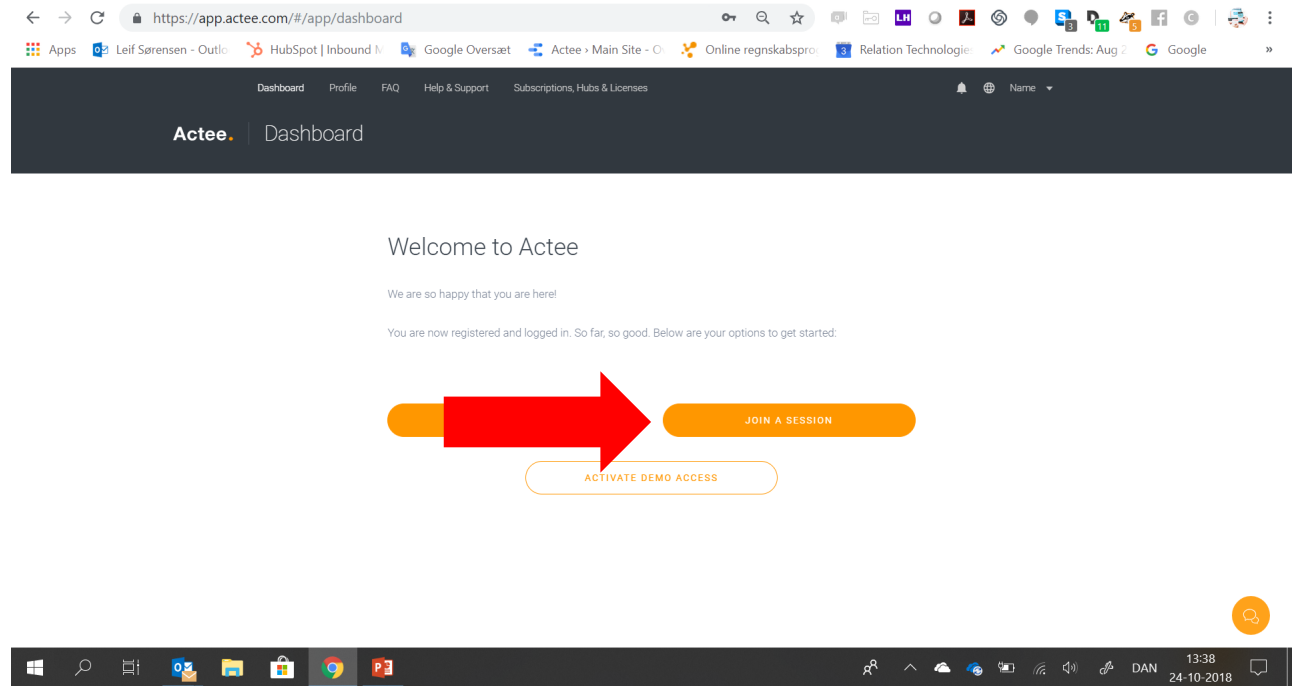 https://app.actee.com/#/app/dashboard
Apps Leif Sørensen - Outlo HubSpot | Inbound M Google Oversæt Actee › Main Site - O Online regnskabspro Relation Technologie Google Trends: Aug 2 Google »
Dashboard Profile FAQ Help & Support Subscriptions, Hubs & Licenses Name
Actee. Dashboard
Welcome to Actee
We are so happy that you are here!
You are now registered and logged in. So far, so good. Below are your options to get started:
JOIN A SESSION
ACTIVATE DEMO ACCESS
DAN 13:38
24-10-2018